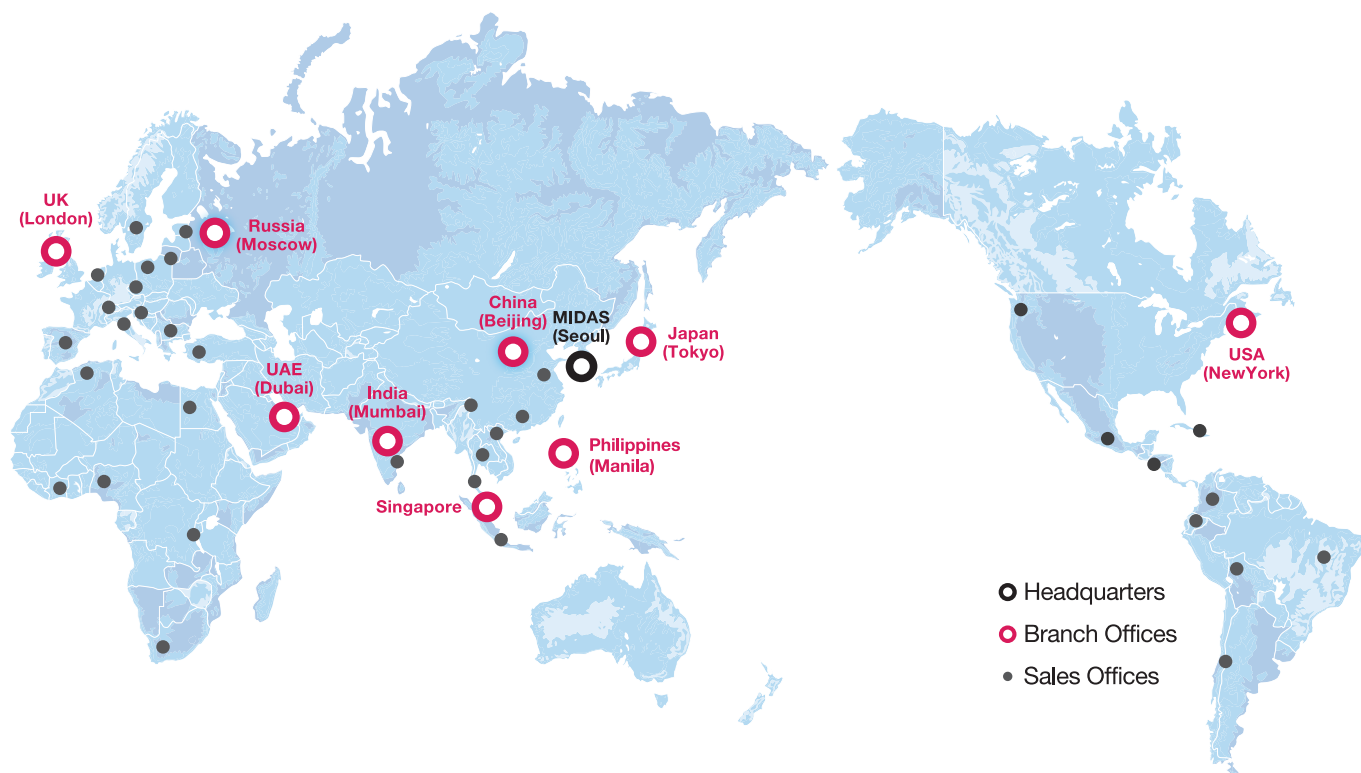 UK
(London)
Russia
(Moscow)
China
(Beijing)
MIDAS
(Seoul)
Japan
(Tokyo)
USA
(NewYork)
UAE
(Dubai)
India
(Mumbai)
Philippines
(Manila)
Singapore
Headquarters
Branch Offices
Sales Offices